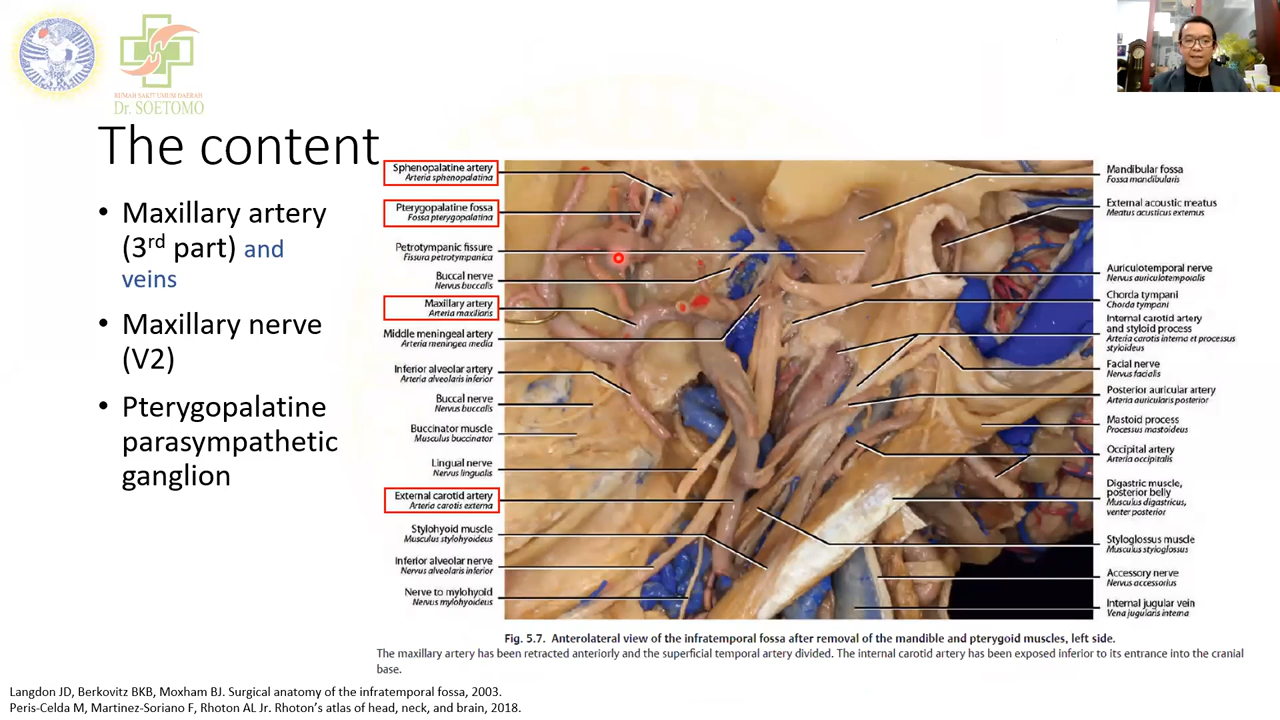 RUMAH SAKIT UMUM DAERAH
Dr. SOETOMO
The content
• Maxillary artery
(3rd part) and
veins
• Maxillary nerve
(V2)
• Pterygopalatine
parasympathetic
ganglion
Sphenopalatine artery
Arteria sphenopalatina
Pterygopalatine fossa
Fossa pterygopalatina
Petrotympanic fissure
Fissura petrotympanica
Buccal nerve
Nervus buccalis
Maxillary artery
Arteria maxillaris
Middle meningeal artery
Arteria meningea media
Inferior alveolar artery
Arteria alveolaris inferior
Buccal nerve
Nervus buccalis
Buccinator muscle
Musculus buccinator
Lingual nerve
Nervus lingualis
External carotid artery
Arteria carotis externa
Stylohyoid muscle
Musculus stylohyoideus
Inferior alveolar nerve
Nervus alveolaris inferior
Nerve to mylohyoid
Nervus mylohyoideus
Mandibular fossa
Fossa mandibularis
External acoustic meatus
Meatus acusticus externus
Auriculotemporal nerve
Nervus auriculotemporalis
Chorda tympani
Chorda tympani
Internal carotid artery
and styloid process
Arteria carotis interna et processus
styloideus
Facial nerve
Nervus facialis
Posterior auricular artery
Arteria auricularis posterior
Mastoid process
Processus mastoideus
Occipital artery
Arteria occipitalis
Digastric muscle,
posterior belly
Musculus digastricus,
venter posterior
Styloglossus muscle
Musculus styloglossus
Accessory nerve
Nervus accessorius
Internal jugular vein
Vena jugularis interna
Fig. 5.7. Anterolateral view of the infratemporal fossa after removal of the mandible and pterygoid muscles, left side.
The maxillary artery has been retracted anteriorly and the superficial temporal artery divided. The internal carotid artery has been exposed inferior to its entrance into the cranial
base.
Langdon JD, Berkovitz BKB, Moxham BJ. Surgical anatomy of the infratemporal fossa, 2003.
Peris-Celda M, Martinez-Soriano F, Rhoton AL Jr. Rhoton’s atlas of head, neck, and brain, 2018.